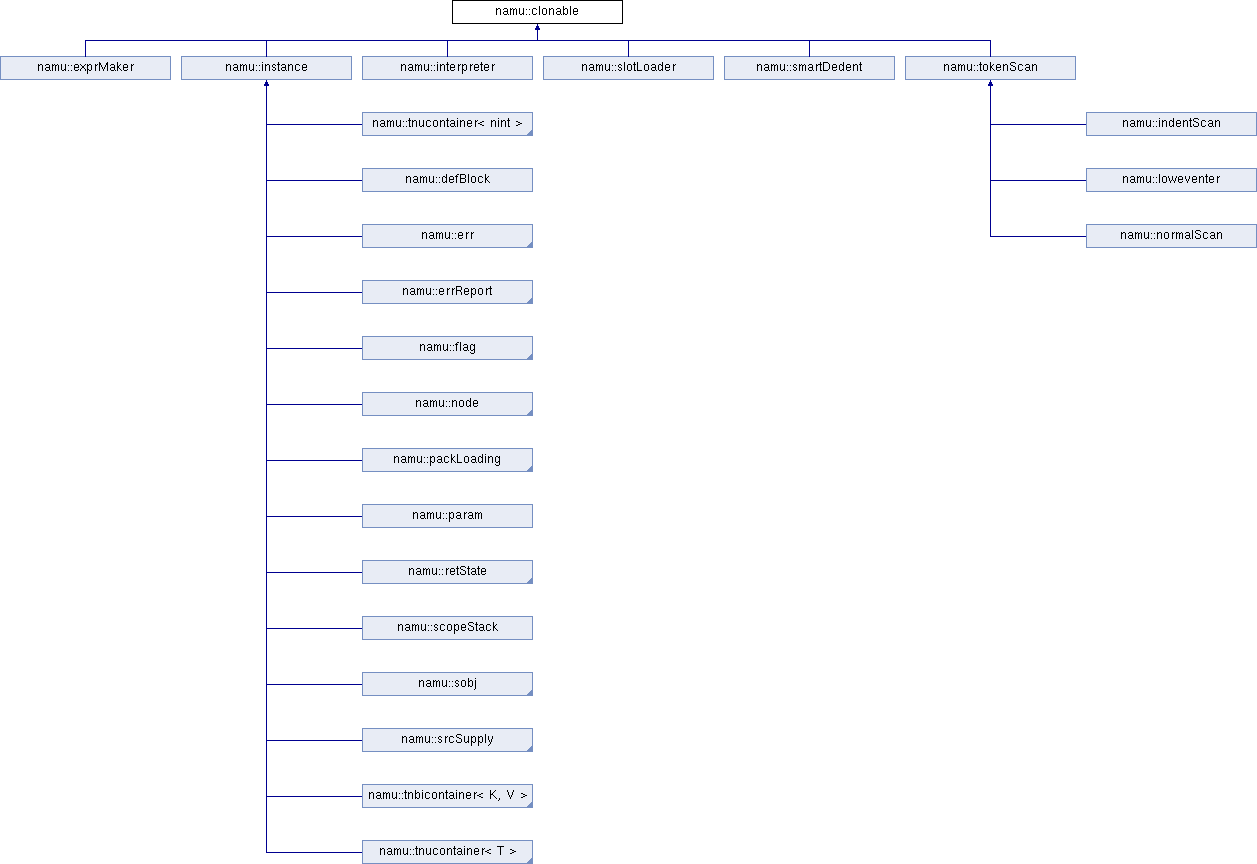 namu::clonable
namu::exprMaker
namu::instance
namu::interpreter
namu::slotLoader
namu::smartDedent
namu::tokenScan
namu::tnucontainer< nint >
namu::indentScan
namu::defBlock
namu::loweventer
namu::err
namu::normalScan
namu::errReport
namu::flag
namu::node
namu::packLoading
namu::param
namu::retState
namu::scopeStack
namu::sobj
namu::srcSupply
namu::tnbicontainer< K, V >
namu::tnucontainer< T >